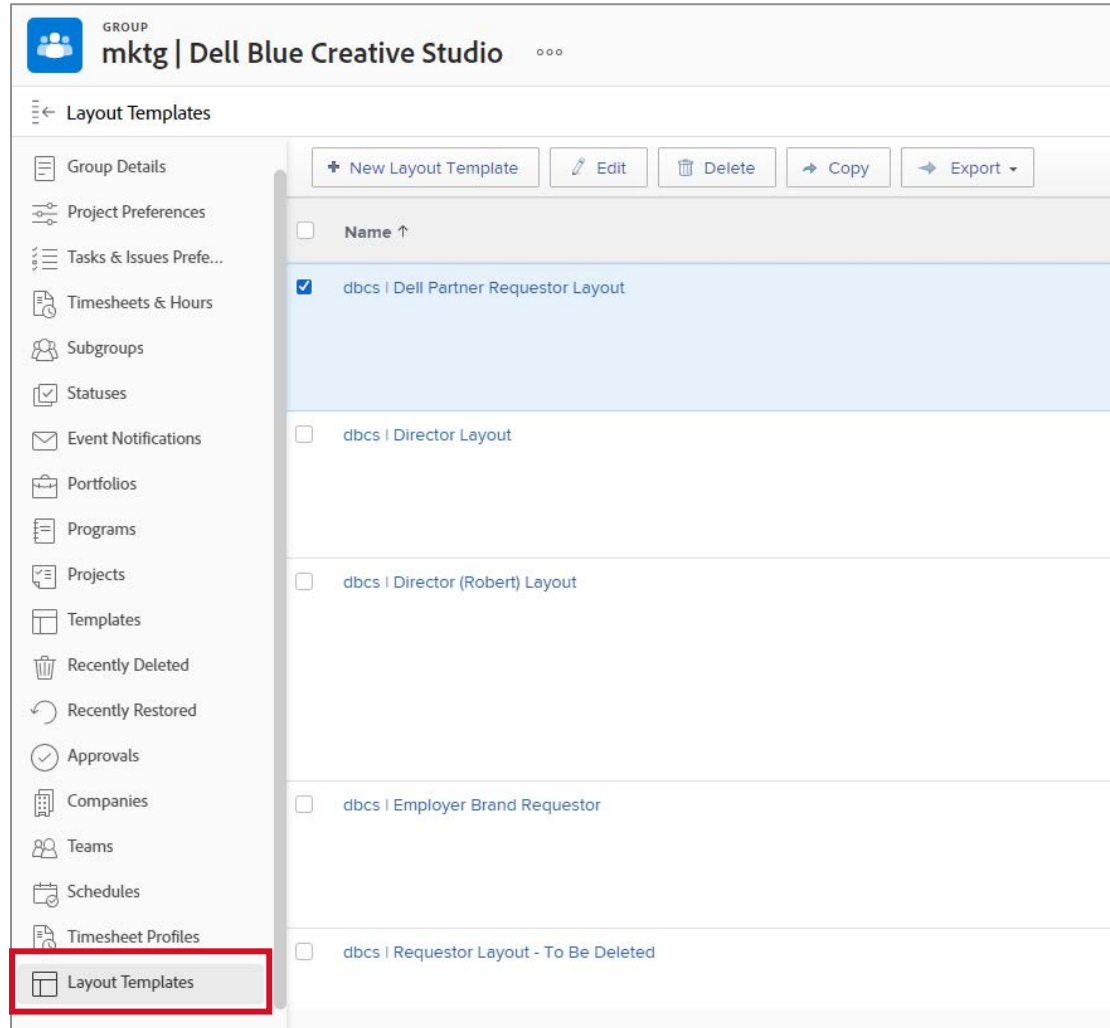 GROUP
mktg | Dell Blue Creative Studio
Layout Templates
Group Details
Project Preferences
Tasks & Issues Prefe...
Timesheets & Hours
Subgroups
Statuses
Event Notifications
Portfolios
Programs
Projects
Templates
Recently Deleted
Recently Restored
Approvals
Companies
Teams
Schedules
Timesheet Profiles
Layout Templates
+ New Layout Template Edit Delete Copy Export
Name ↑
dbcs | Dell Partner Requestor Layout
dbcs | Director Layout
dbcs | Director (Robert) Layout
dbcs | Employer Brand Requestor
dbcs | Requestor Layout - To Be Deleted